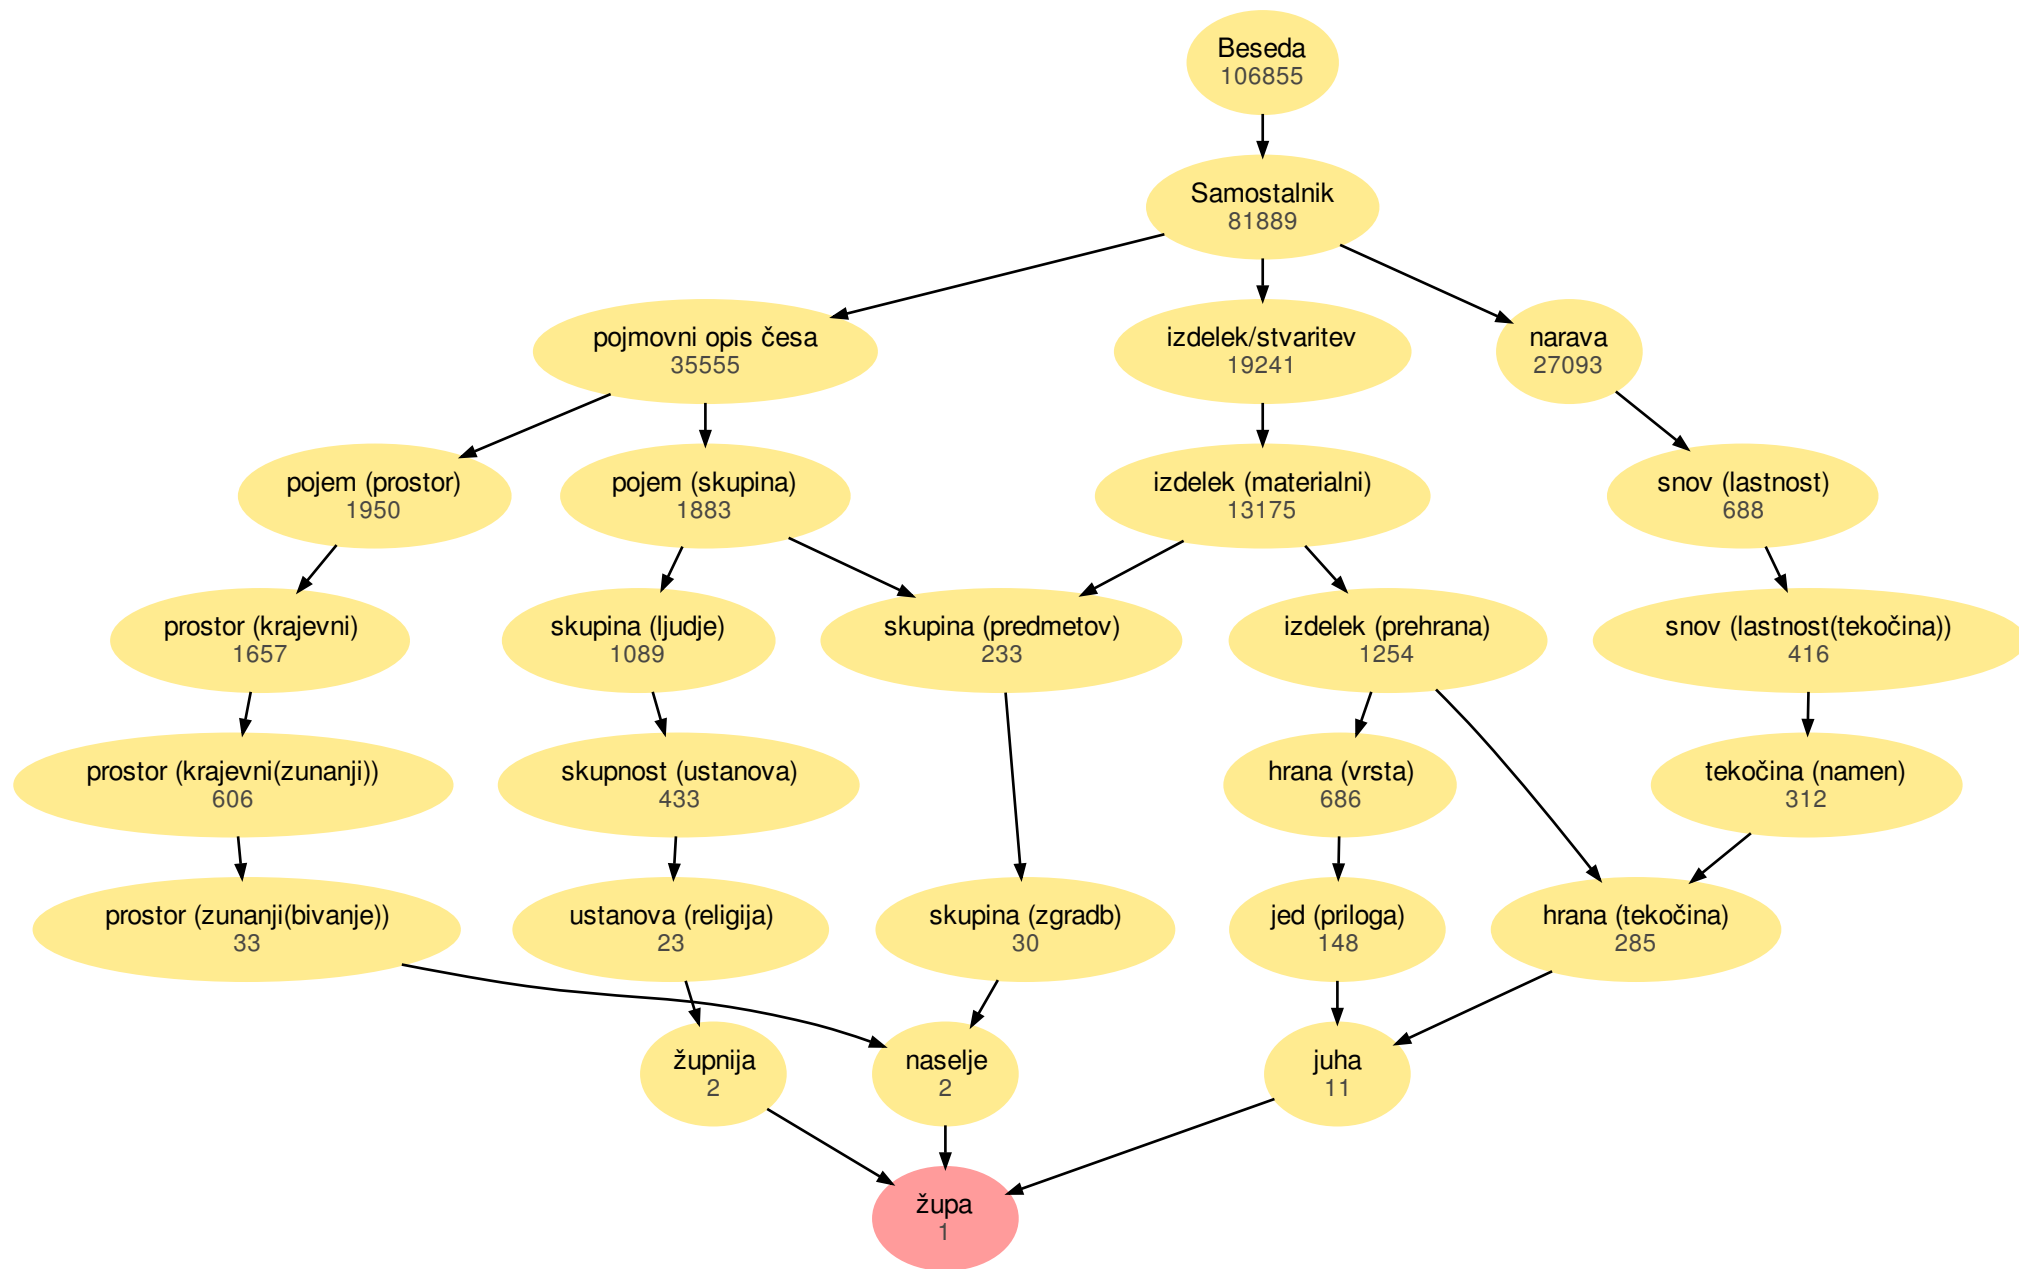 Beseda
106855
Samostalnik
81889
pojmovni opis česa
35555
izdelek/stvaritev
19241
narava
27093
pojem (prostor)
1950
pojem (skupina)
1883
izdelek (materialni)
13175
snov (lastnost)
688
prostor (krajevni)
1657
skupina (ljudje)
1089
skupina (predmetov)
233
izdelek (prehrana)
1254
snov (lastnost(tekočina))
416
prostor (krajevni(zunanji))
606
skupnost (ustanova)
433
hrana (vrsta)
686
tekočina (namen)
312
prostor (zunanji(bivanje))
33
ustanova (religija)
23
skupina (zgradb)
30
jed (priloga)
148
hrana (tekočina)
285
župnija
2
naselje
2
juha
11
župa
1